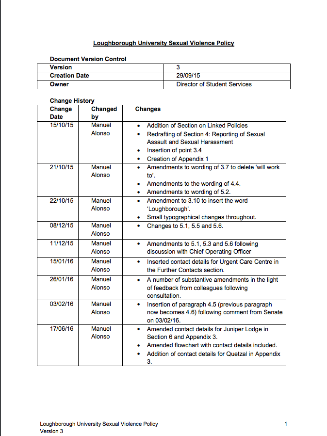 Loughborough University Sexual Violence Policy
Document Version Control
Version 3
Creation Date 29/09/15
Owner Director of Student Services
Change History
Change Date Changed by Changes
15/10/15 Manuel Alonso
• Addition of Section on Linked Policies
• Redrafting of Section 4: Reporting of Sexual
Assault and Sexual Harassment
• Insertion of point 3.4
• Creation of Appendix 1
21/10/15 Manuel Alonso
• Amendments to wording of 3.7 to delete 'will work
to'.
• Amendments to the wording of 4.4.
• Amendments to wording of 5.2.
22/10/15 Manuel Alonso
• Amendment to 3.10 to insert the word
'Loughborough'.
• Small typographical changes throughout.
08/12/15 Manuel Alonso
• Changes to 5.1, 5.5 and 5.6.
11/12/15 Manuel Alonso
• Amendments to 5.1, 5.3 and 5.6 following
discussion with Chief Operating Officer
15/01/16 Manuel Alonso
• Inserted contact details for Urgent Care Centre in
the Further Contacts section.
26/01/16 Manuel Alonso
• A number of substantive amendments in the light
of feedback from colleagues following
consultation.
03/02/16 Manuel Alonso
• Insertion of paragraph 4.5 (previous paragraph
now becomes 4.6) following comment from Senate
on 03/02/16.
17/06/16 Manuel Alonso
• Amended contact details for Juniper Lodge in
Section 6 and Appendix 3.
• Amended flowchart with contact details included.
• Addition of contact details for Quetzal in Appendix
3.
Loughborough University Sexual Violence Policy 1
Version 3